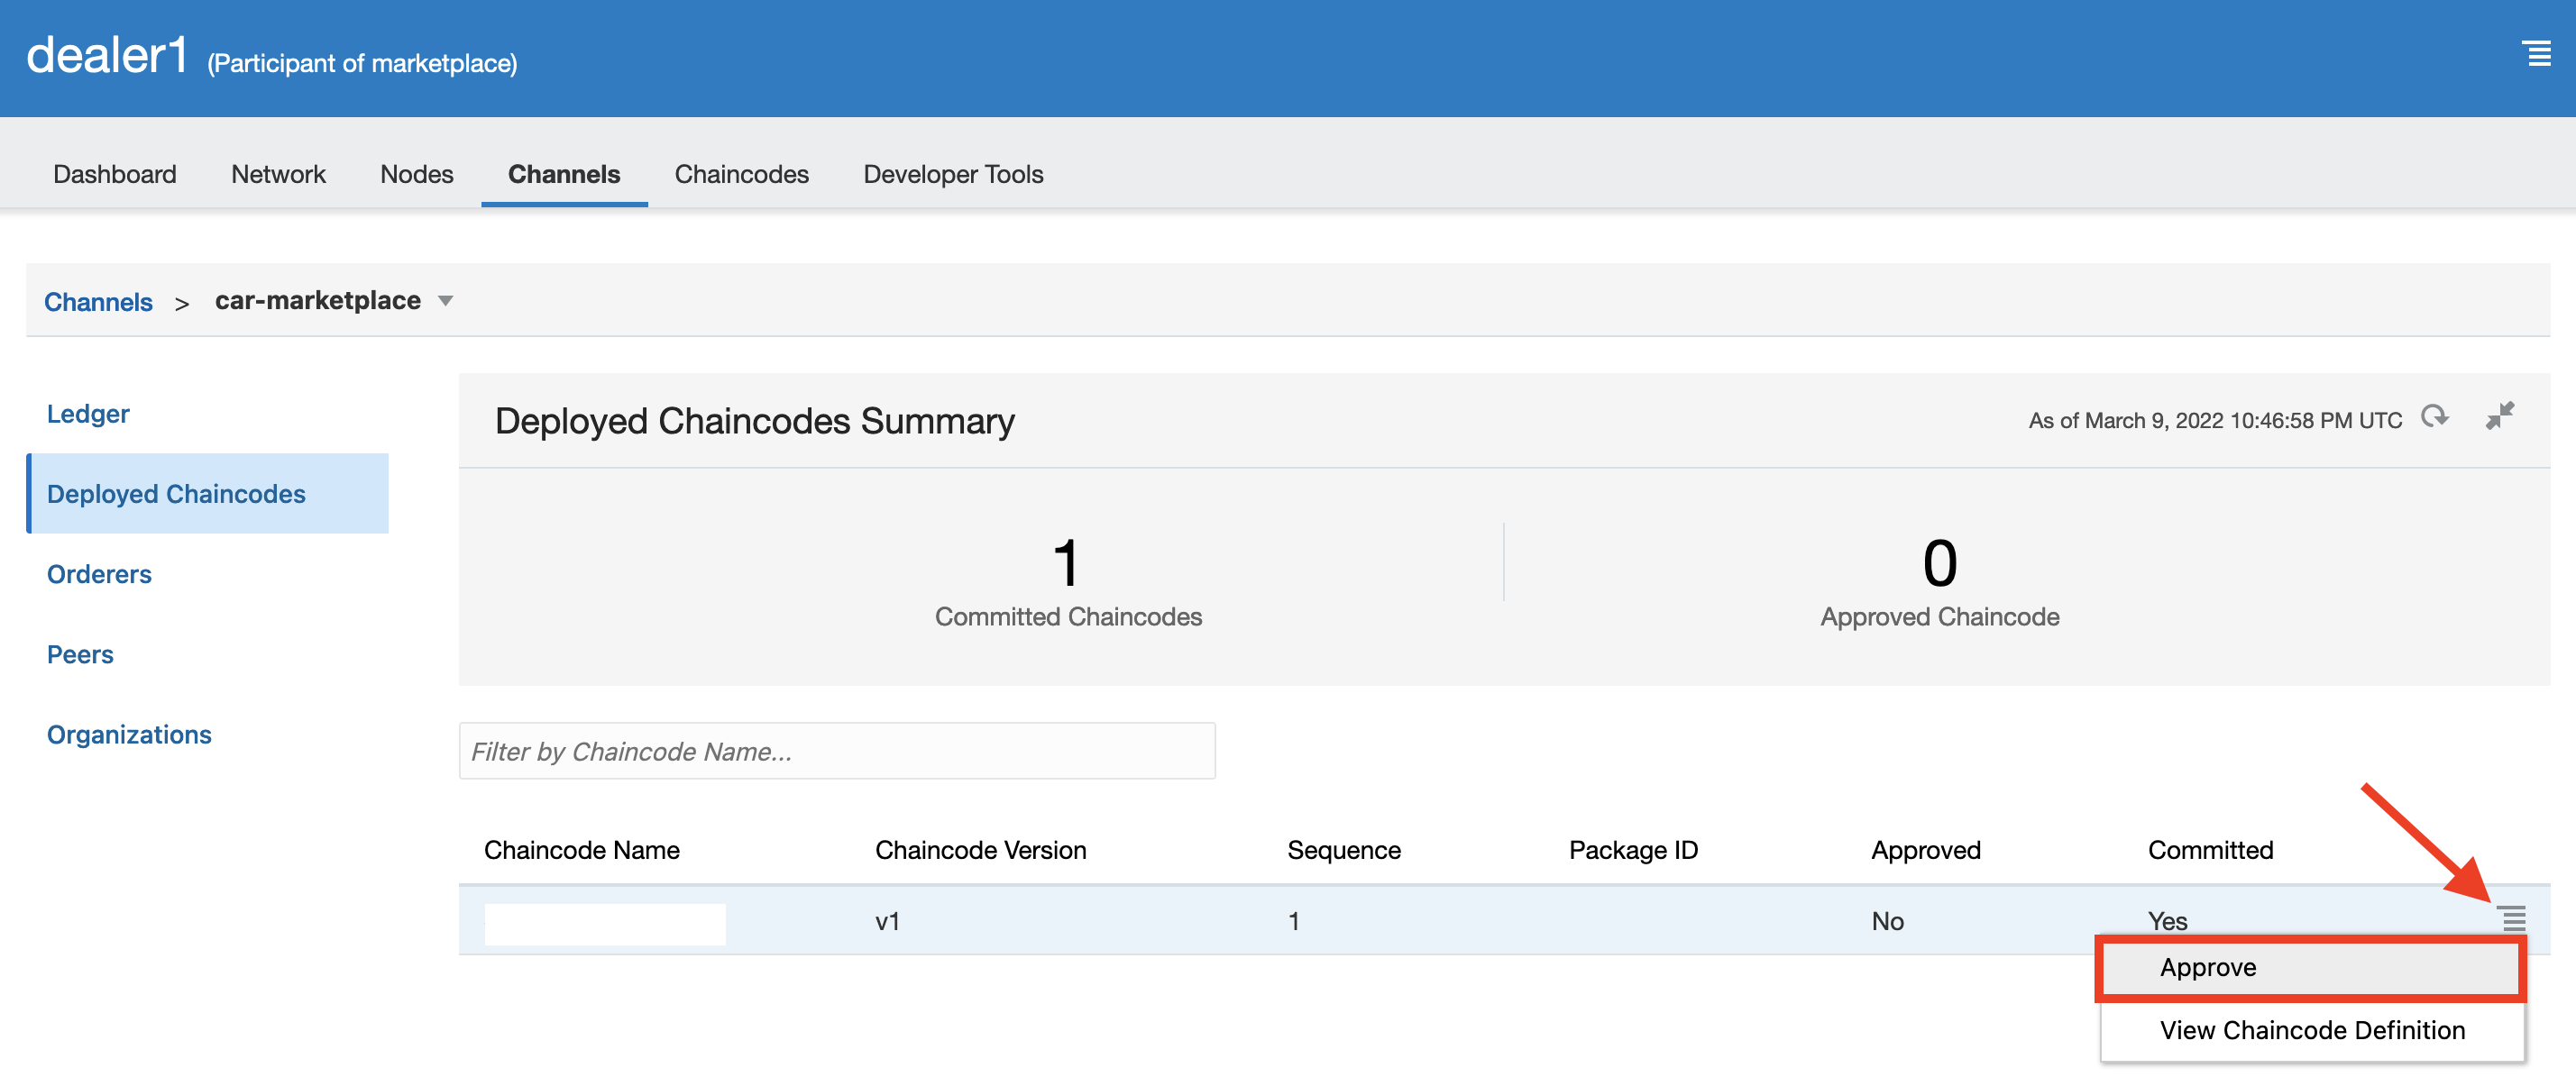 dealer1 (Participant of marketplace)
Dashboard Network Nodes Channels Chaincodes Developer Tools
Channels > car-marketplace
Ledger
Deployed Chaincodes
Orderers
Peers
Organizations
Deployed Chaincodes Summary As of March 9, 2022 10:46:58 PM UTC
1 0
Committed Chaincodes Approved Chaincode
Filter by Chaincode Name...
Chaincode Name Chaincode Version Sequence Package ID Approved Committed
v1 1 No Yes
Approve
View Chaincode Definition